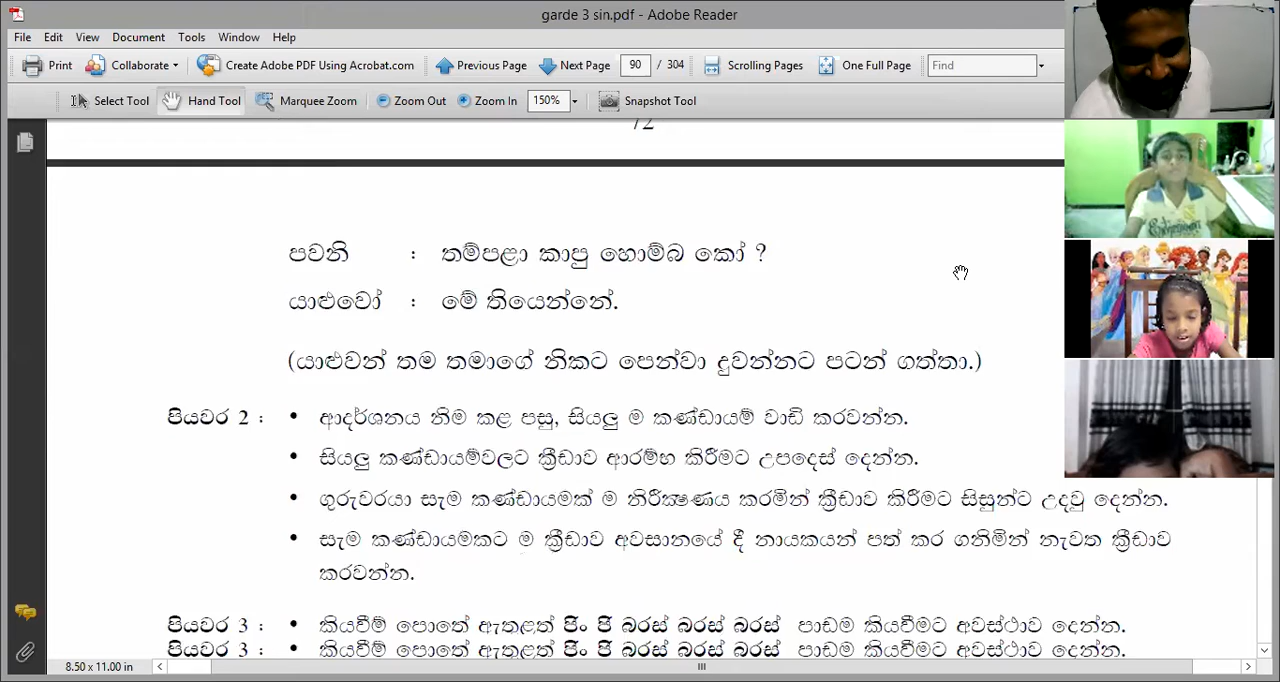 garde 3 sin.pdf - Adobe Reader
File Edit View Document Tools Window Help
Print Collaborate Create Adobe PDF Using Acrobat.com Previous Page Next Page 90 / 304 Scrolling Pages One Full Page Find
Select Tool Hand Tool Marquee Zoom Zoom Out Zoom In 150% Snapshot Tool
72
පවනි : තම්පළා කාපු හොම්බ කෝ ?
යාළුවෝ : මේ තියෙන්නේ.
(යාළුවන් තම තමාගේ නිකට පෙන්වා දුවන්නට පටන් ගත්තා.)
පියවර 2 : • ආදර්ශනය නිම කළ පසු, සියලු ම කණ්ඩායම් වාඩි කරවන්න.
• සියලු කණ්ඩායම්වලට ක්‍රීඩාව ආරම්භ කිරීමට උපදෙස් දෙන්න.
• ගුරුවරයා සැම කණ්ඩායමක් ම නිරීක්‍ෂණය කරමින් ක්‍රීඩාව කිරීමට සිසුන්ට උදවු දෙන්න.
• සැම කණ්ඩායමකට ම ක්‍රීඩාව අවසානයේ දී නායකයන් පත් කර ගනිමින් නැවත ක්‍රීඩාව
කරවන්න.
පියවර 3 : • කියවීම් පොතේ ඇතුළත් ජිං ජි බරස් බරස් බරස් පාඩම කියවීමට අවස්ථාව දෙන්න.
පියවර 3 : • කියවීම් පොතේ ඇතුළත් ජිං ජි බරස් බරස් බරස් පාඩම කියවීමට අවස්ථාව දෙන්න.
8.50 x 11.00 in